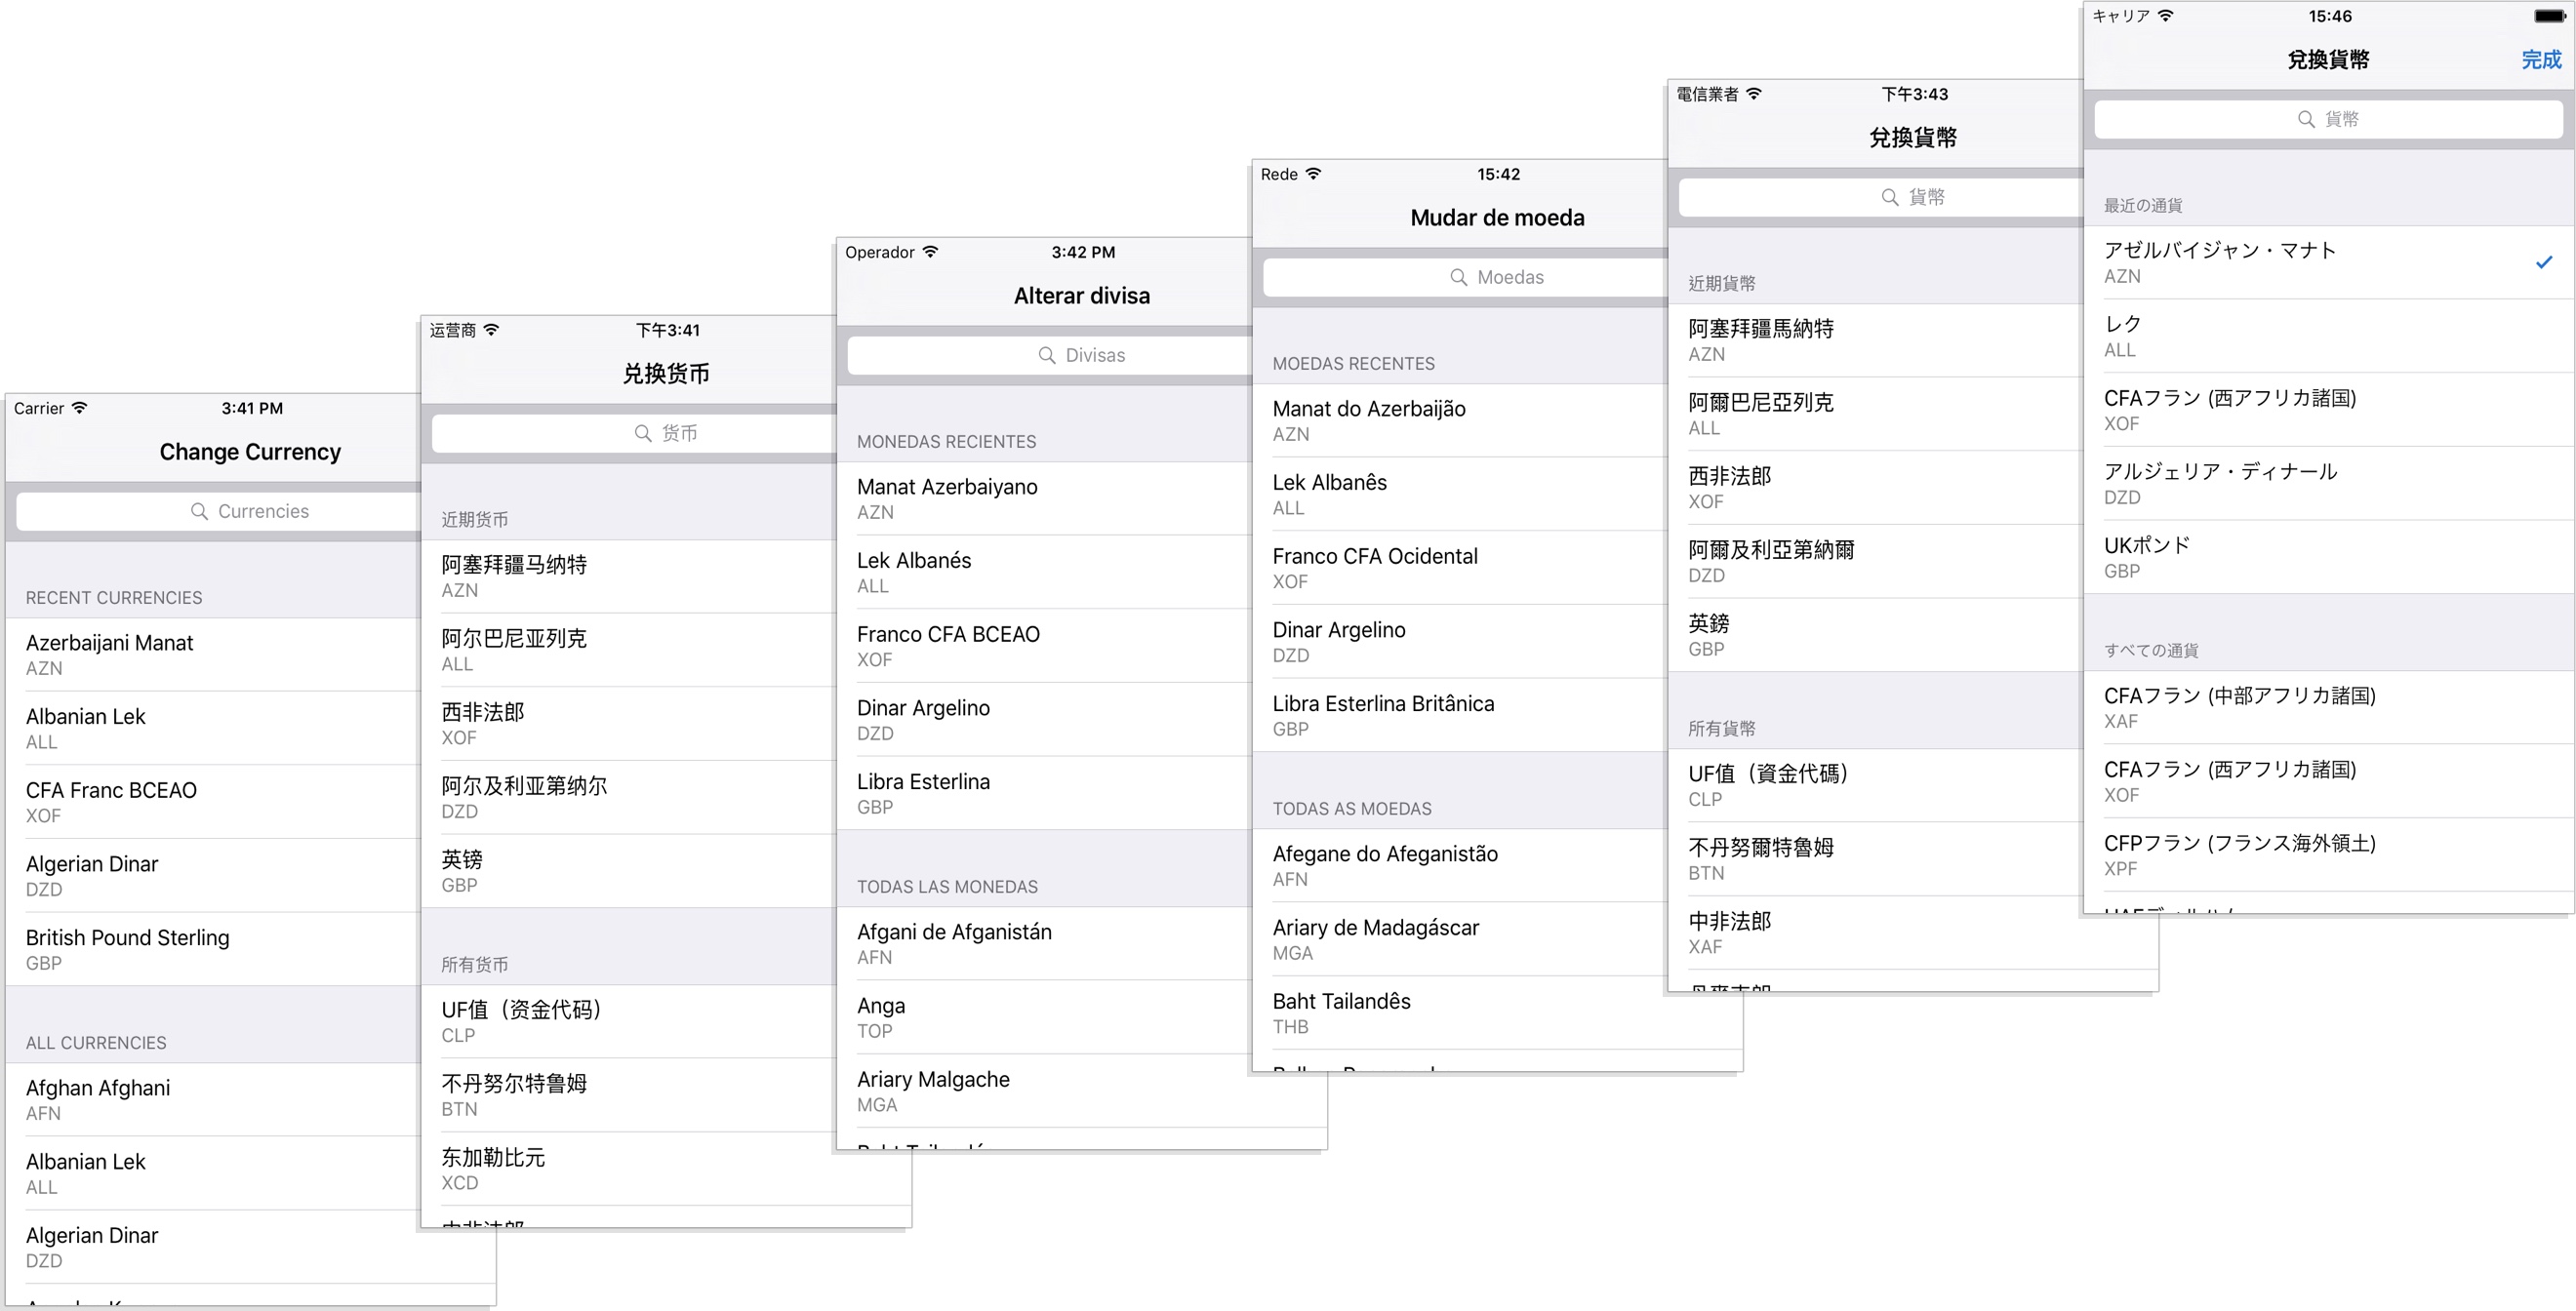 Carrier 3:41 PM
Change Currency
Currencies
RECENT CURRENCIES
Azerbaijani Manat
AZN
Albanian Lek
ALL
CFA Franc BCEAO
XOF
Algerian Dinar
DZD
British Pound Sterling
GBP
ALL CURRENCIES
Afghan Afghani
AFN
Albanian Lek
ALL
Algerian Dinar
DZD
运营商 下午3:41
兑换货币
货币
近期货币
阿塞拜疆马纳特
AZN
阿尔巴尼亚列克
ALL
西非法郎
XOF
阿尔及利亚第纳尔
DZD
英镑
GBP
所有货币
UF值（资金代码）
CLP
不丹努尔特鲁姆
BTN
东加勒比元
XCD
Operador 3:42 PM
Alterar divisa
Divisas
MONEDAS RECIENTES
Manat Azerbaiyano
AZN
Lek Albanés
ALL
Franco CFA BCEAO
XOF
Dinar Argelino
DZD
Libra Esterlina
GBP
TODAS LAS MONEDAS
Afgani de Afganistán
AFN
Anga
TOP
Ariary Malgache
MGA
Rede 15:42
Mudar de moeda
Moedas
MOEDAS RECENTES
Manat do Azerbaijão
AZN
Lek Albanês
ALL
Franco CFA Ocidental
XOF
Dinar Argelino
DZD
Libra Esterlina Britânica
GBP
TODAS AS MOEDAS
Afegane do Afeganistão
AFN
Ariary de Madagáscar
MGA
Baht Tailandês
THB
電信業者 下午3:43
兌換貨幣
貨幣
近期貨幣
阿塞拜疆馬納特
AZN
阿爾巴尼亞列克
ALL
西非法郎
XOF
阿爾及利亞第納爾
DZD
英鎊
GBP
所有貨幣
UF值（資金代碼）
CLP
不丹努爾特魯姆
BTN
中非法郎
XAF
キャリア 15:46
兌換貨幣 完成
貨幣
最近の通貨
アゼルバイジャン・マナト
AZN
レク
ALL
CFAフラン (西アフリカ諸国)
XOF
アルジェリア・ディナール
DZD
UKポンド
GBP
すべての通貨
CFAフラン (中部アフリカ諸国)
XAF
CFAフラン (西アフリカ諸国)
XOF
CFPフラン (フランス海外領土)
XPF